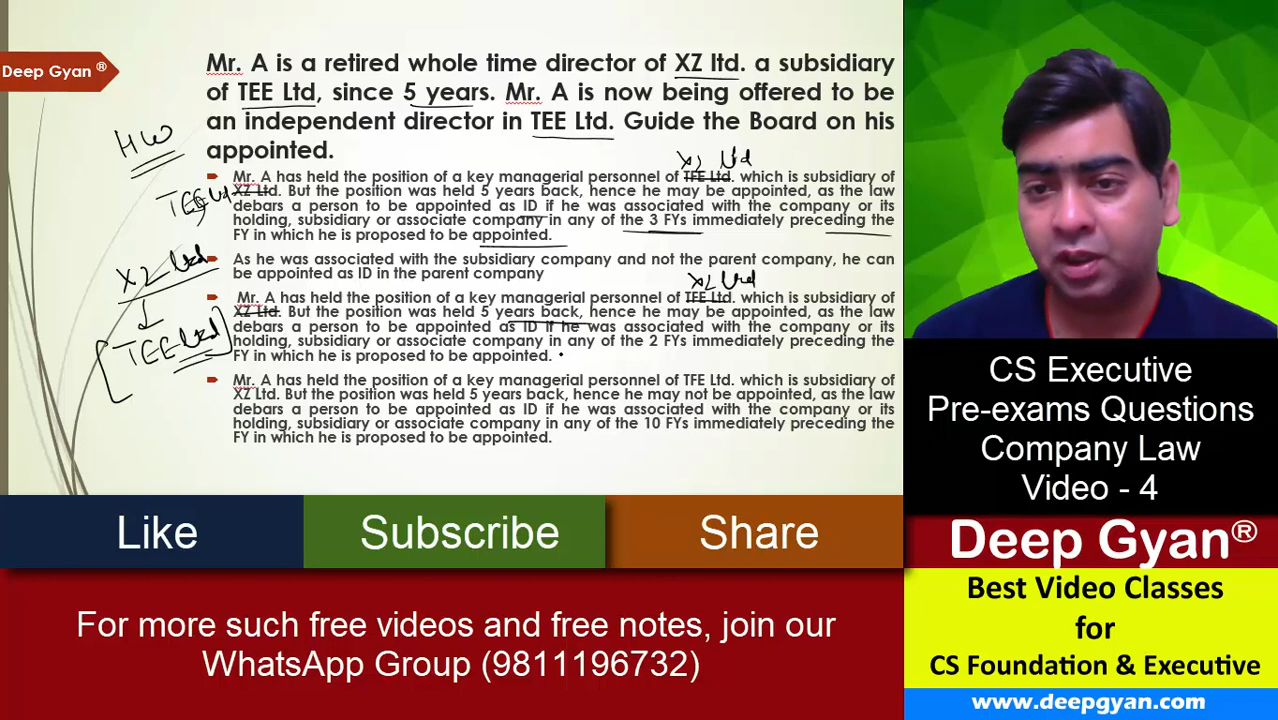 Deep Gyan ®
Mr. A is a retired whole time director of XZ ltd. a subsidiary
of TEE Ltd, since 5 years. Mr. A is now being offered to be
an independent director in TEE Ltd. Guide the Board on his
appointed.
HW
XZ Ltd
Mr. A has held the position of a key managerial personnel of TFE Ltd. which is subsidiary of
TEE Ltd
XZ Ltd. But the position was held 5 years back, hence he may be appointed, as the law
debars a person to be appointed as ID if he was associated with the company or its
holding, subsidiary or associate company in any of the 3 FYs immediately preceding the
FY in which he is proposed to be appointed.
As he was associated with the subsidiary company and not the parent company, he can
be appointed as ID in the parent company
XZ Ltd
XZ Ltd
Mr. A has held the position of a key managerial personnel of TFE Ltd. which is subsidiary of
XZ Ltd. But the position was held 5 years back, hence he may be appointed, as the law
debars a person to be appointed as ID if he was associated with the company or its
TEE Ltd
holding, subsidiary or associate company in any of the 2 FYs immediately preceding the
FY in which he is proposed to be appointed.
Mr. A has held the position of a key managerial personnel of TFE Ltd. which is subsidiary of
XZ Ltd. But the position was held 5 years back, hence he may not be appointed, as the law
debars a person to be appointed as ID if he was associated with the company or its
holding, subsidiary or associate company in any of the 10 FYs immediately preceding the
FY in which he is proposed to be appointed.
CS Executive
Pre-exams Questions
Company Law
Video - 4
Like
Subscribe
Share
Deep Gyan®
Best Video Classes
for
CS Foundation & Executive
www.deepgyan.com
For more such free videos and free notes, join our
WhatsApp Group (9811196732)